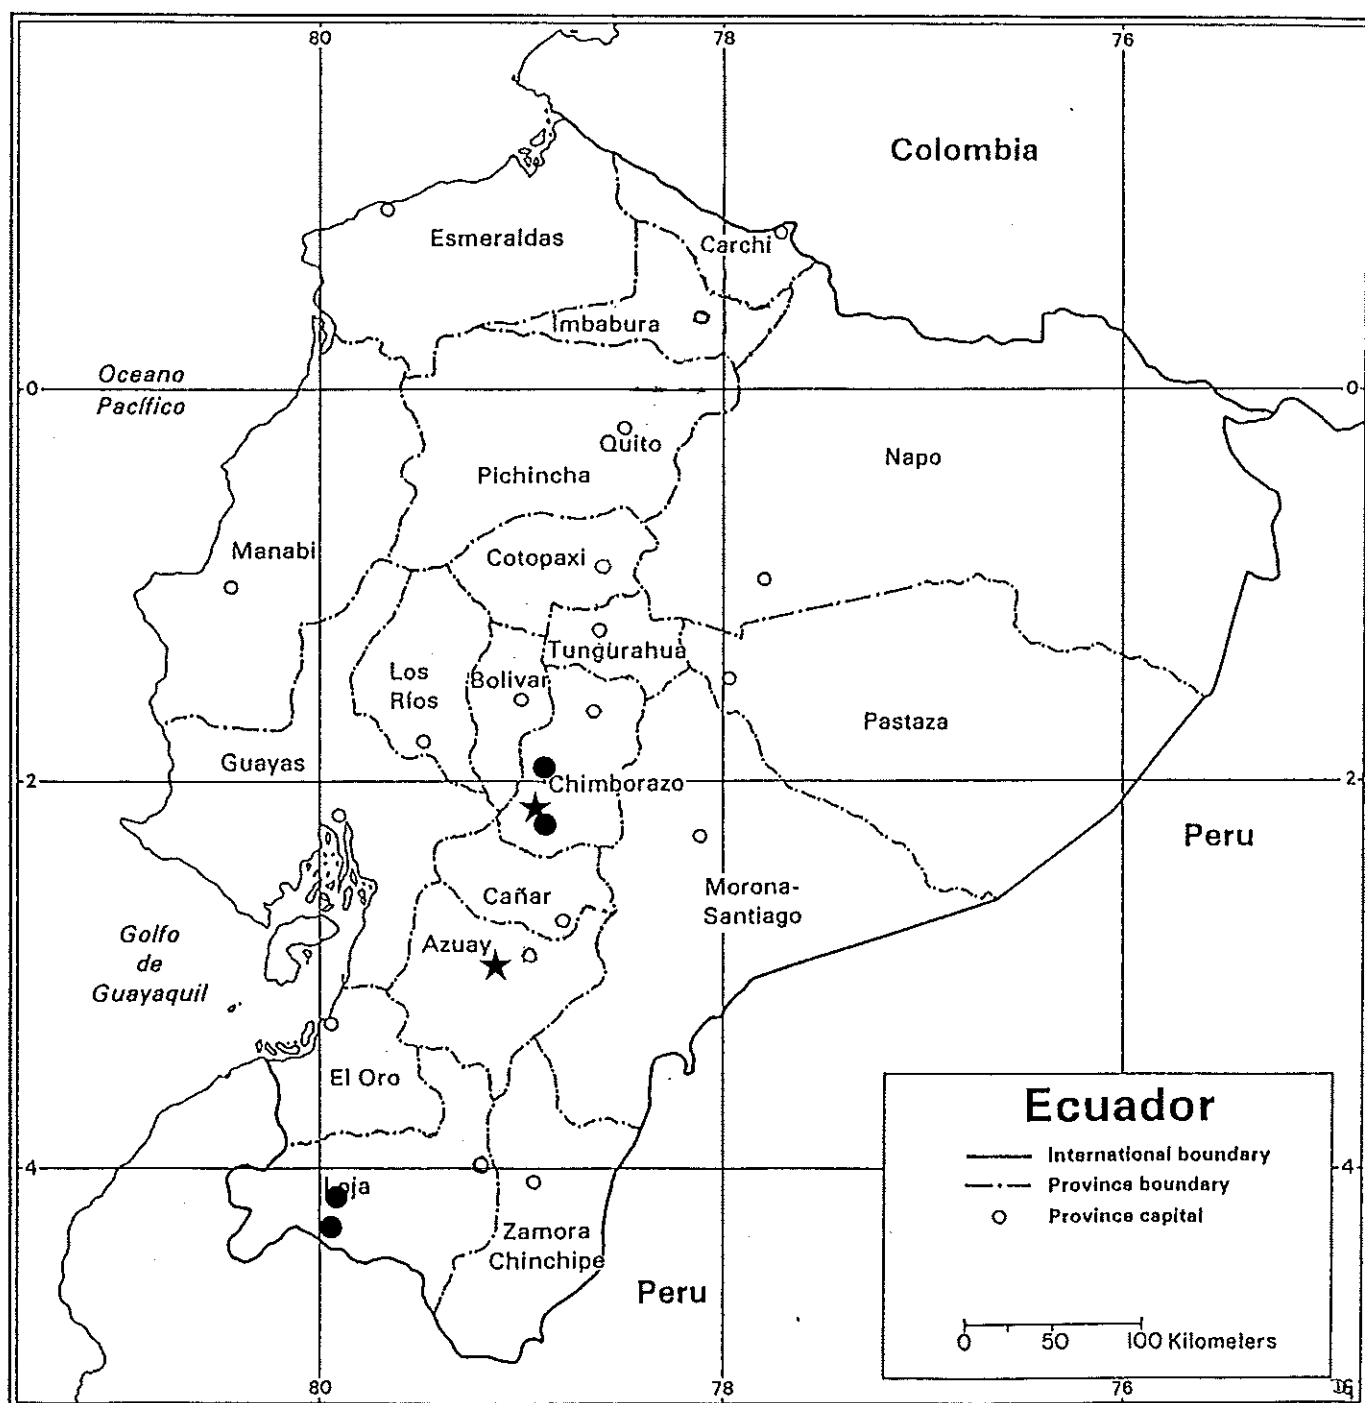 80
78
76
Colombia
Esmeraldas
Carchi
Imbabura
Oceano
Pacífico
0
0
Quito
Napo
Pichincha
Manabi
Cotopaxi
Tungurahua
Los
Ríos
Bolivar
Pastaza
Guayas
2
Chimborazo
2
Peru
Cañar
Morona-
Santiago
Golfo
de
Guayaquil
Azuay
El Oro
Ecuador
International boundary
Province boundary
Province capital
4
4
Loja
Zamora
Chinchipe
Peru
0 50 100 Kilometers
80
78
76